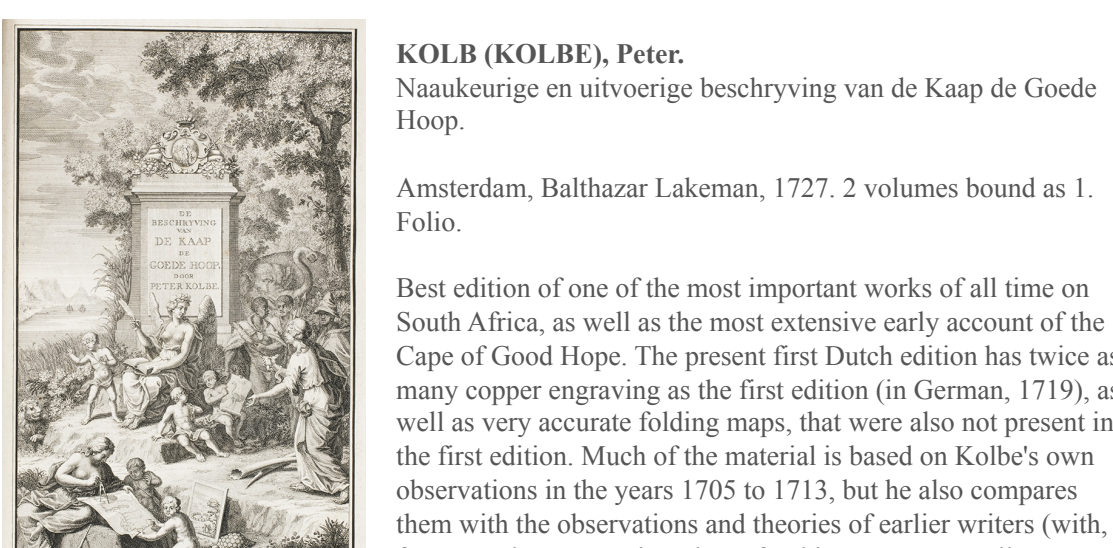 DE
BESCHRYVING
VAN
DE KAAP
DE
GOEDE HOOP.
DOOR
PETER KOLBE.
KOLB (KOLBE), Peter.
Naaukeurige en uitvoerige beschryving van de Kaap de Goede
Hoop.
Amsterdam, Balthazar Lakeman, 1727. 2 volumes bound as 1.
Folio.
Best edition of one of the most important works of all time on
South Africa, as well as the most extensive early account of the
Cape of Good Hope. The present first Dutch edition has twice as
many copper engraving as the first edition (in German, 1719), as
well as very accurate folding maps, that were also not present in
the first edition. Much of the material is based on Kolbe's own
observations in the years 1705 to 1713, but he also compares
them with the observations and theories of earlier writers (with,